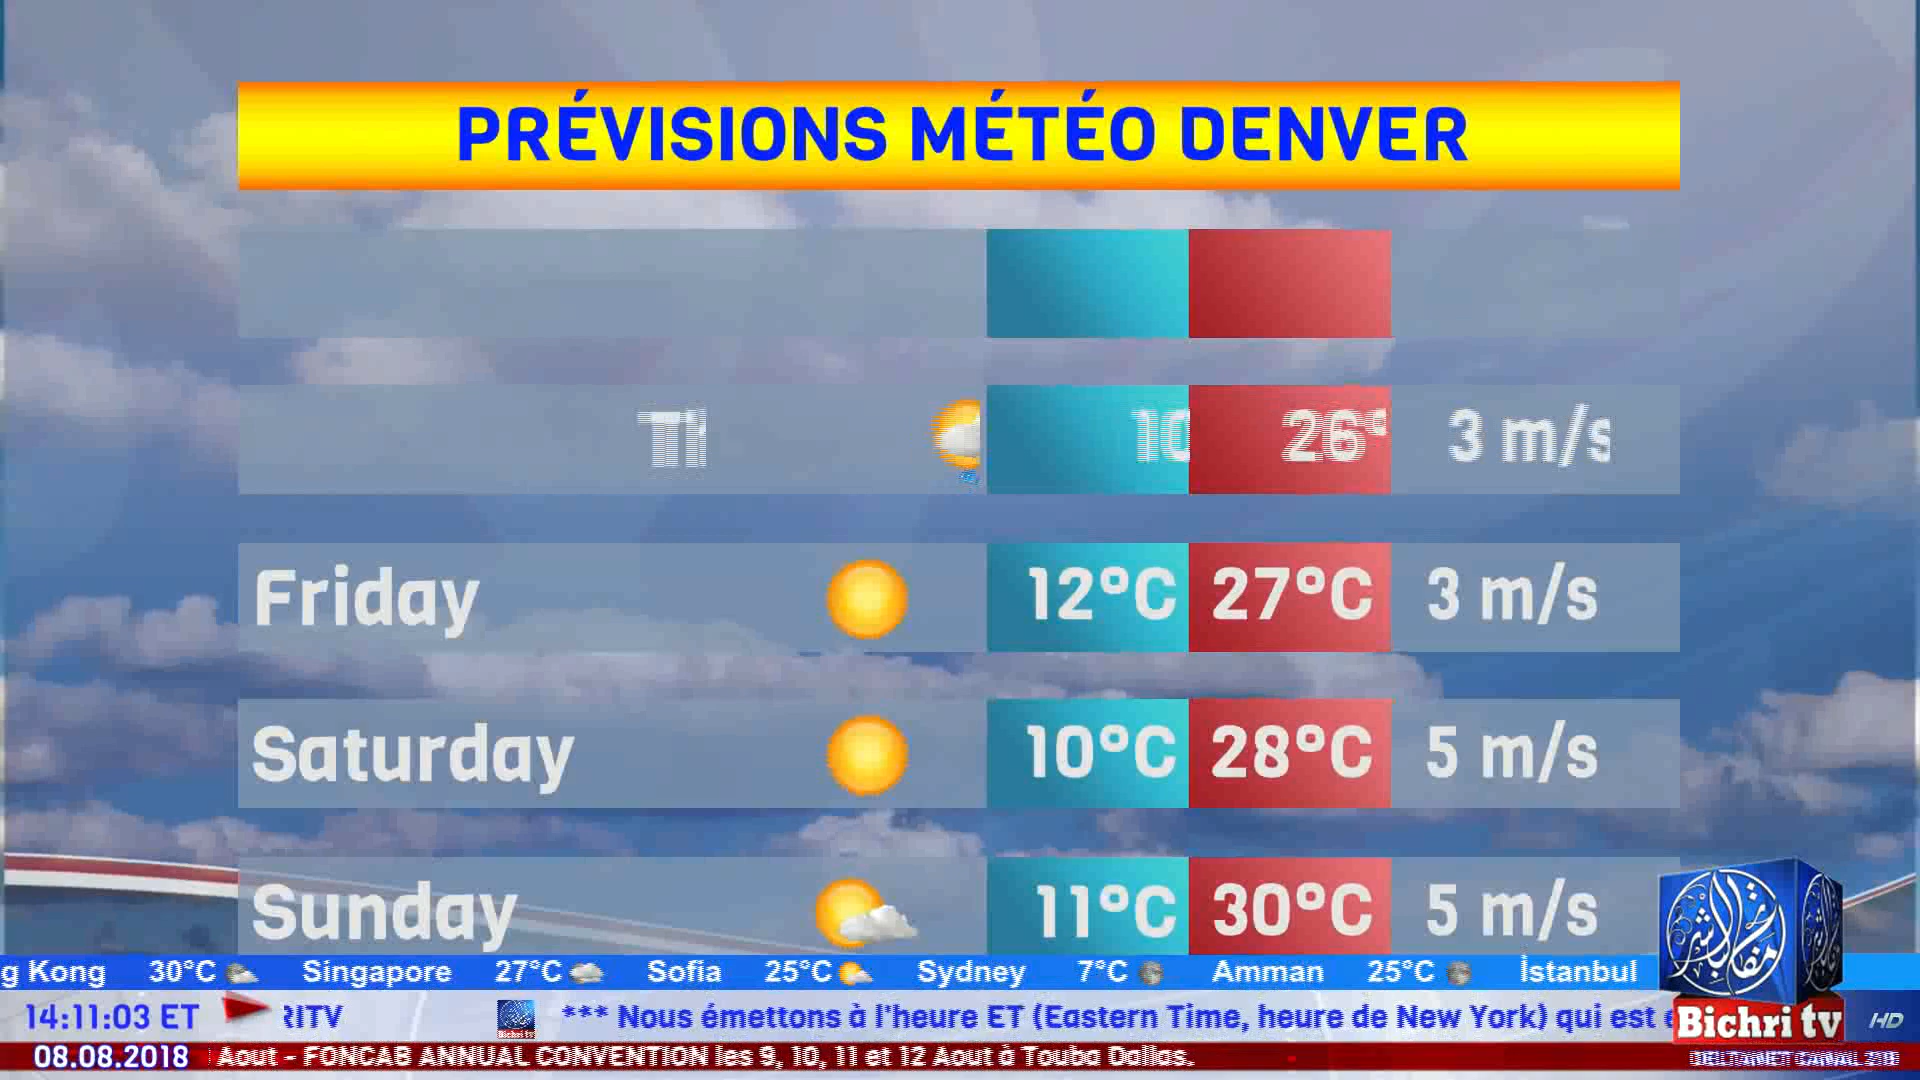 PRÉVISIONS MÉTÉO DENVER
26° 3 m/s
Friday 12°C 27°C 3 m/s
Saturday 10°C 28°C 5 m/s
Sunday 11°C 30°C 5 m/s
g Kong 30°C Singapore 27°C Sofia 25°C Sydney 7°C Amman 25°C İstanbul
14:11:03 ET RITV *** Nous émettons à l'heure ET (Eastern Time, heure de New York) qui est
Bichri tv HD
08.08.2018 Aout - FONCAB ANNUAL CONVENTION les 9, 10, 11 et 12 Aout à Touba Dallas.